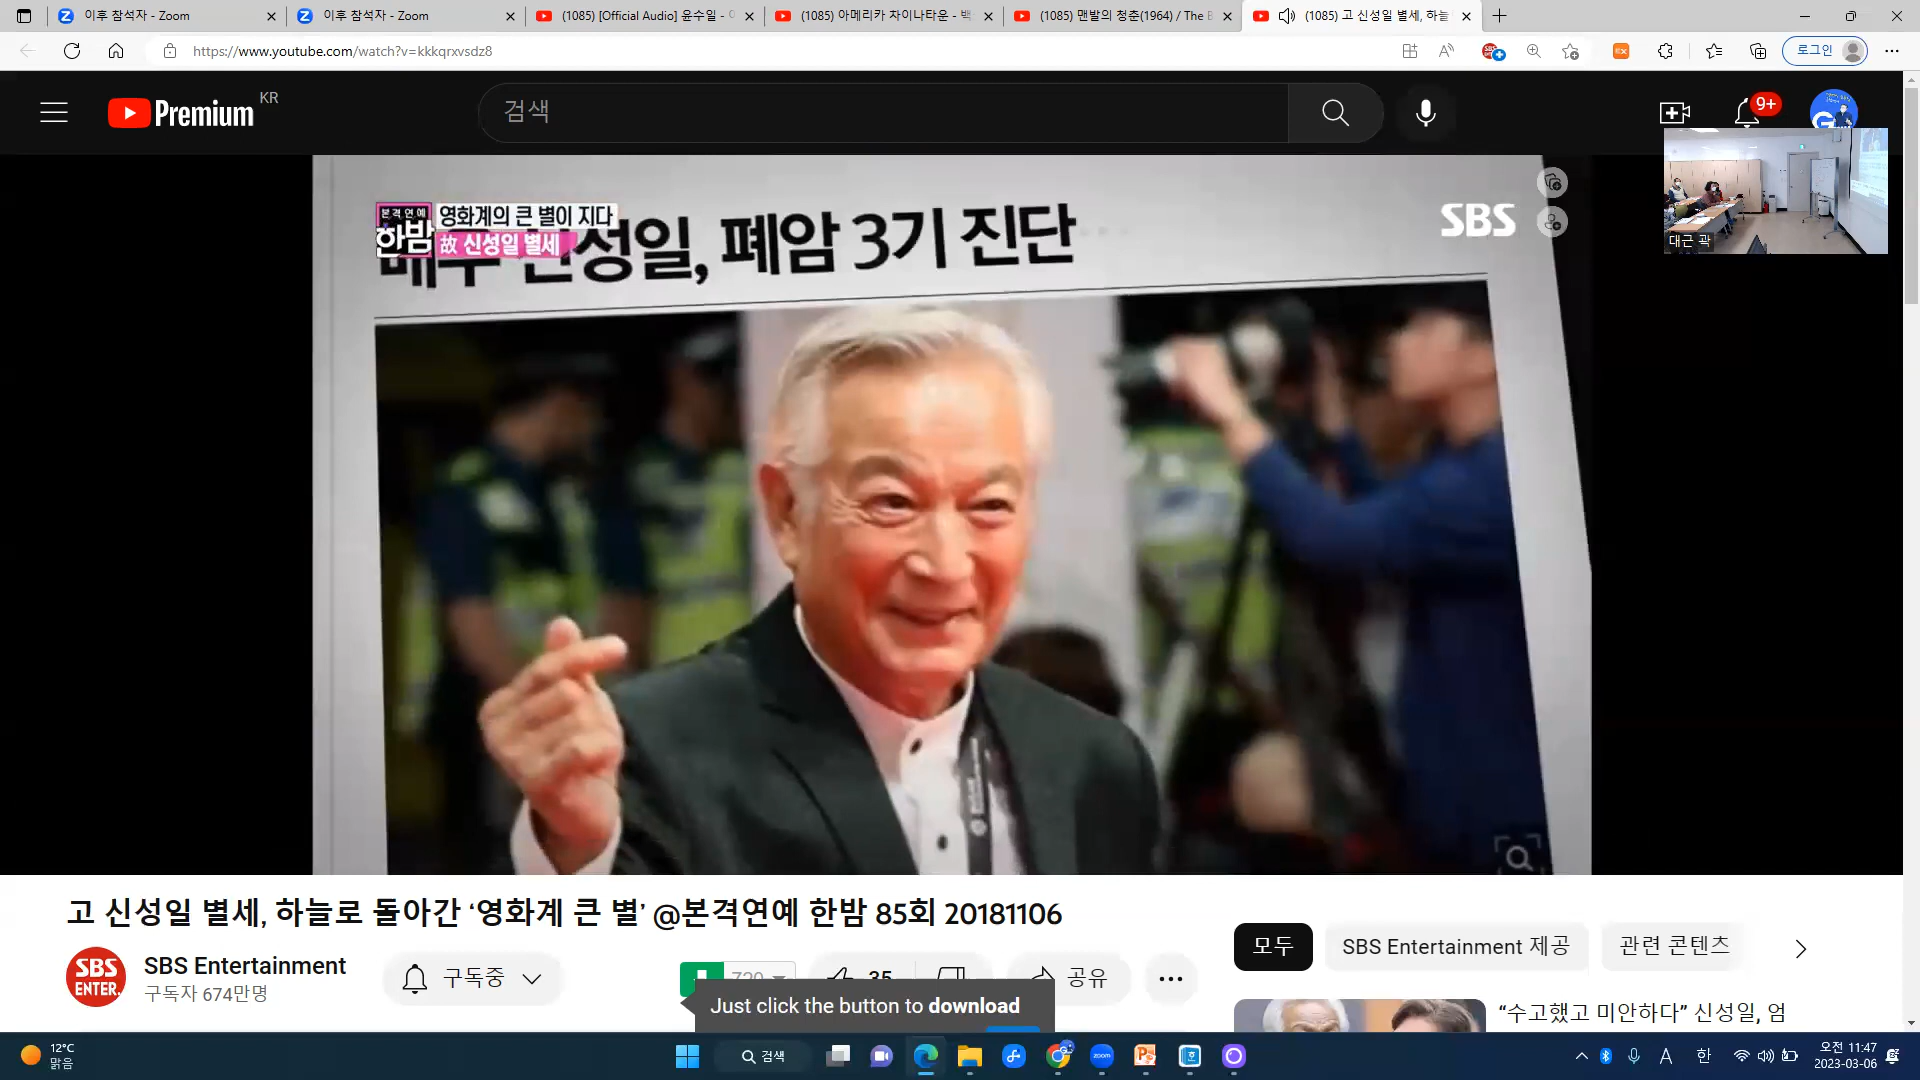 이후 참석자 - Zoom
이후 참석자 - Zoom
(1085) [Official Audio] 윤수일 -
(1085) 아메리카 차이나타운 - 백
(1085) 맨발의 청춘(1964) / The B
(1085) 고 신성일 별세, 하늘
https://www.youtube.com/watch?v=kkkqrxvsdz8
로그인
Premium KR
검색
9+
본격연예
한밤
영화계의 큰 별이 지다
故 신성일 별세
배우 신성일, 폐암 3기 진단
SBS
대근 곽
고 신성일 별세, 하늘로 돌아간 ‘영화계 큰 별’ @본격연예 한밤 85회 20181106
SBS
ENTER.
SBS Entertainment
구독자 674만명
구독중
720
35
공유
Just click the button to download
모두
SBS Entertainment 제공
관련 콘텐츠
“수고했고 미안하다” 신성일, 엄
12°C
맑음
검색
zoom
A
한
오전 11:47
2023-03-06